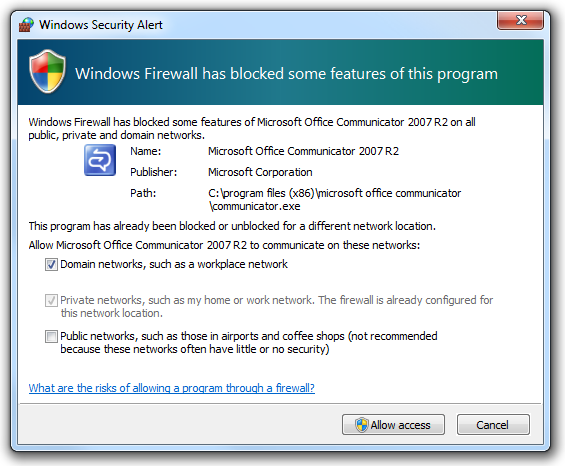 Windows Security Alert
Windows Firewall has blocked some features of this program
Windows Firewall has blocked some features of Microsoft Office Communicator 2007 R2 on all
public, private and domain networks.
Name: Microsoft Office Communicator 2007 R2
Publisher: Microsoft Corporation
Path: C:\program files (x86)\microsoft office communicator
\communicator.exe
This program has already been blocked or unblocked for a different network location.
Allow Microsoft Office Communicator 2007 R2 to communicate on these networks:
Domain networks, such as a workplace network
Private networks, such as my home or work network. The firewall is already configured for
this network location.
Public networks, such as those in airports and coffee shops (not recommended
because these networks often have little or no security)
What are the risks of allowing a program through a firewall?
Allow access Cancel